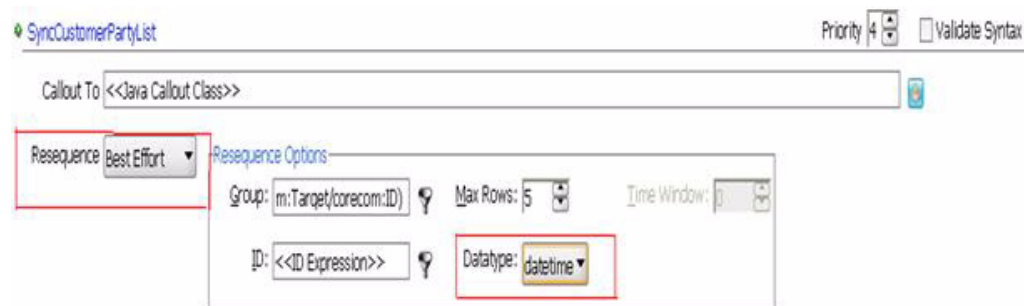 SyncCustomerPartyList Priority 4 Validate Syntax
Callout To <<Java Callout Class>>
Resequence Best Effort Resequence Options
Group: m:Target/corecom:ID) Max Rows: 5 Time Window: 0
ID: <<ID Expression>> Datatype: datetime